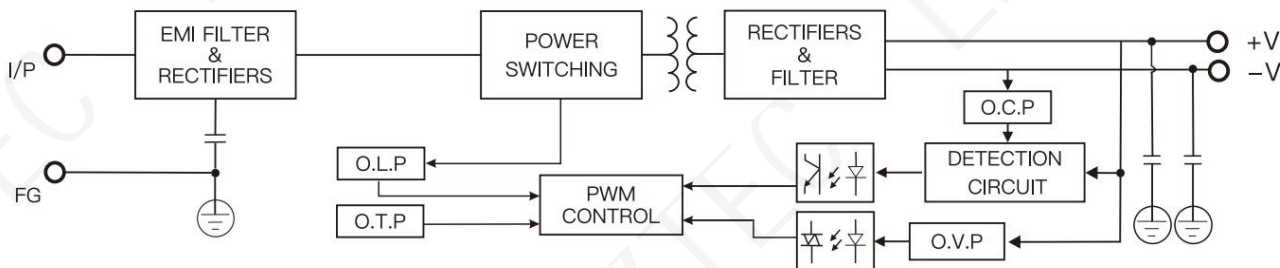 I/P
EMI FILTER
&
RECTIFIERS
POWER
SWITCHING
RECTIFIERS
&
FILTER
+V
−V
O.C.P
FG
O.L.P
O.T.P
PWM
CONTROL
DETECTION
CIRCUIT
O.V.P